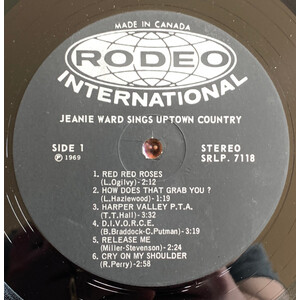 MADE IN CANADA
RODEO
INTERNATIONAL
JEANIE WARD SINGS UPTOWN COUNTRY
SIDE 1 STEREO
© 1969 SRLP. 7118
1. RED RED ROSES
(L.Ogilvy)-2:12
2. HOW DOES THAT GRAB YOU ?
(L.Hazlewood)-1:52
3. HARPER VALLEY P.T.A.
(T.T.Hall)-3:32
4. D.I.V.O.R.C.E.
(B.Braddock-C.Putman)-3:19
5. RELEASE ME
(Miller-Stevenson)-2:24
6. CRY ON MY SHOULDER
(R.Perry)-2:58